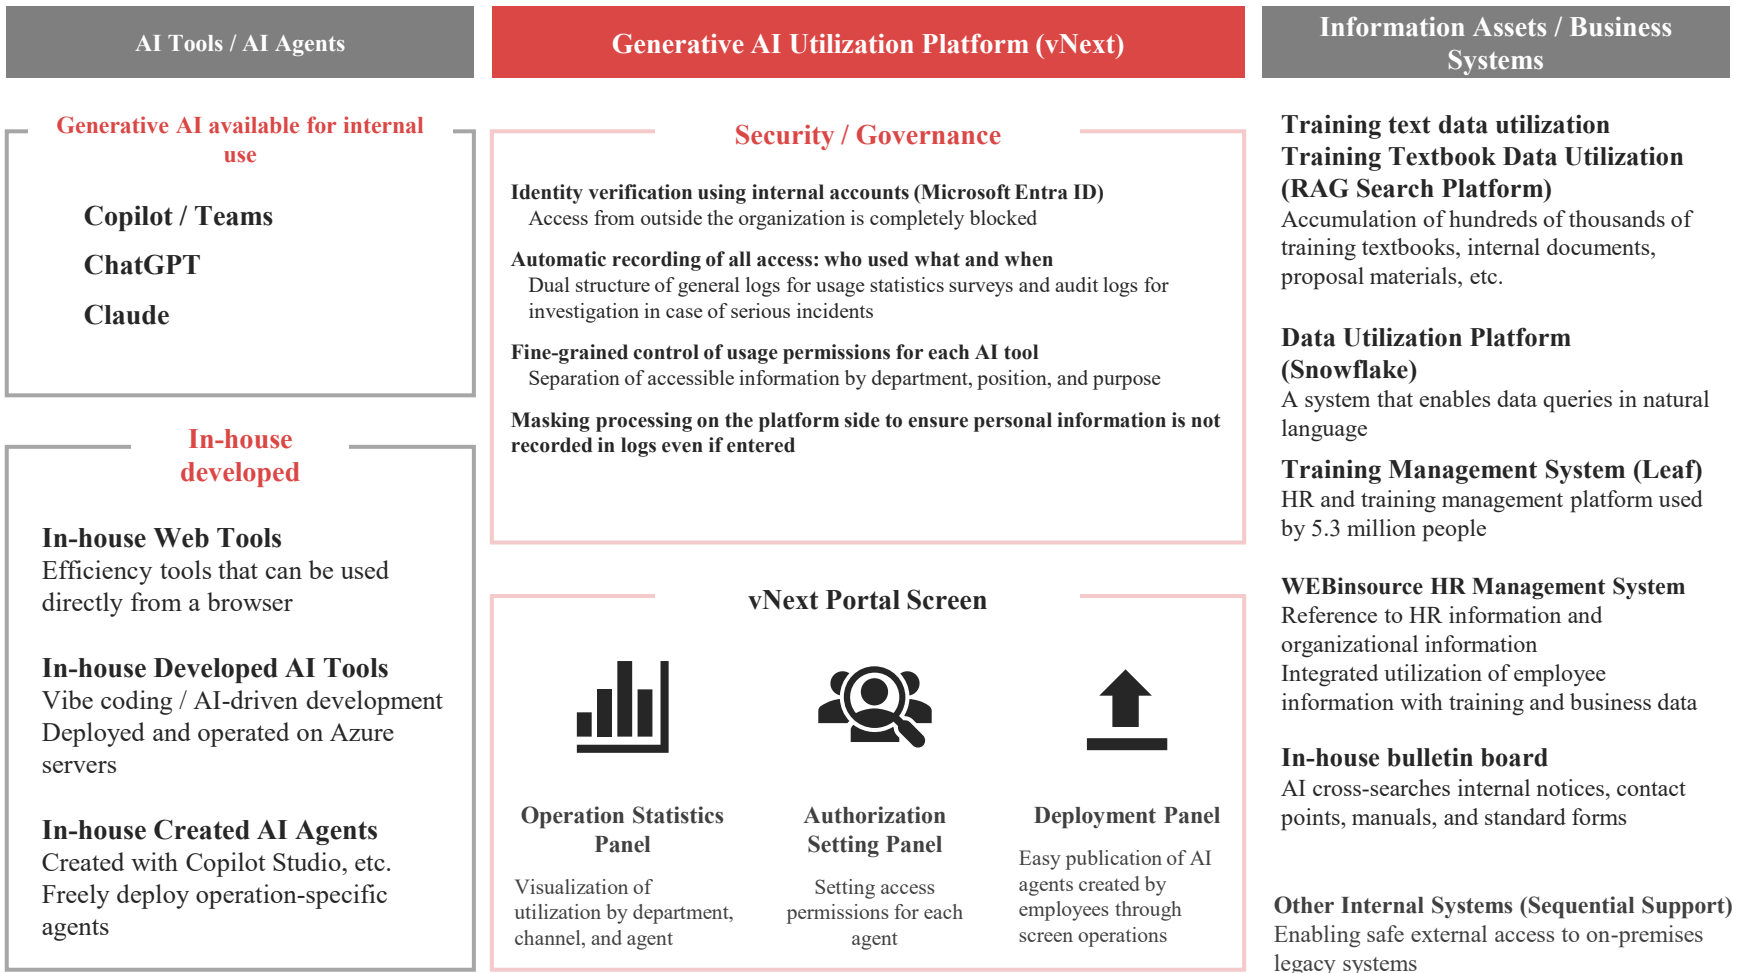 AI Tools / AI Agents
Generative AI available for internal
use
Copilot / Teams
ChatGPT
Claude
In-house
developed
In-house Web Tools
Efficiency tools that can be used
directly from a browser
In-house Developed AI Tools
Vibe coding / AI-driven development
Deployed and operated on Azure
servers
In-house Created AI Agents
Created with Copilot Studio, etc.
Freely deploy operation-specific
agents
Generative AI Utilization Platform (vNext)
Security / Governance
Identity verification using internal accounts (Microsoft Entra ID)
Access from outside the organization is completely blocked
Automatic recording of all access: who used what and when
Dual structure of general logs for usage statistics surveys and audit logs for
investigation in case of serious incidents
Fine-grained control of usage permissions for each AI tool
Separation of accessible information by department, position, and purpose
Masking processing on the platform side to ensure personal information is not
recorded in logs even if entered
vNext Portal Screen
Operation Statistics
Panel
Visualization of
utilization by department,
channel, and agent
Authorization
Setting Panel
Setting access
permissions for each
agent
Deployment Panel
Easy publication of AI
agents created by
employees through
screen operations
Information Assets / Business
Systems
Training text data utilization
Training Textbook Data Utilization
(RAG Search Platform)
Accumulation of hundreds of thousands of
training textbooks, internal documents,
proposal materials, etc.
Data Utilization Platform
(Snowflake)
A system that enables data queries in natural
language
Training Management System (Leaf)
HR and training management platform used
by 5.3 million people
WEBinsource HR Management System
Reference to HR information and
organizational information
Integrated utilization of employee
information with training and business data
In-house bulletin board
AI cross-searches internal notices, contact
points, manuals, and standard forms
Other Internal Systems (Sequential Support)
Enabling safe external access to on-premises
legacy systems